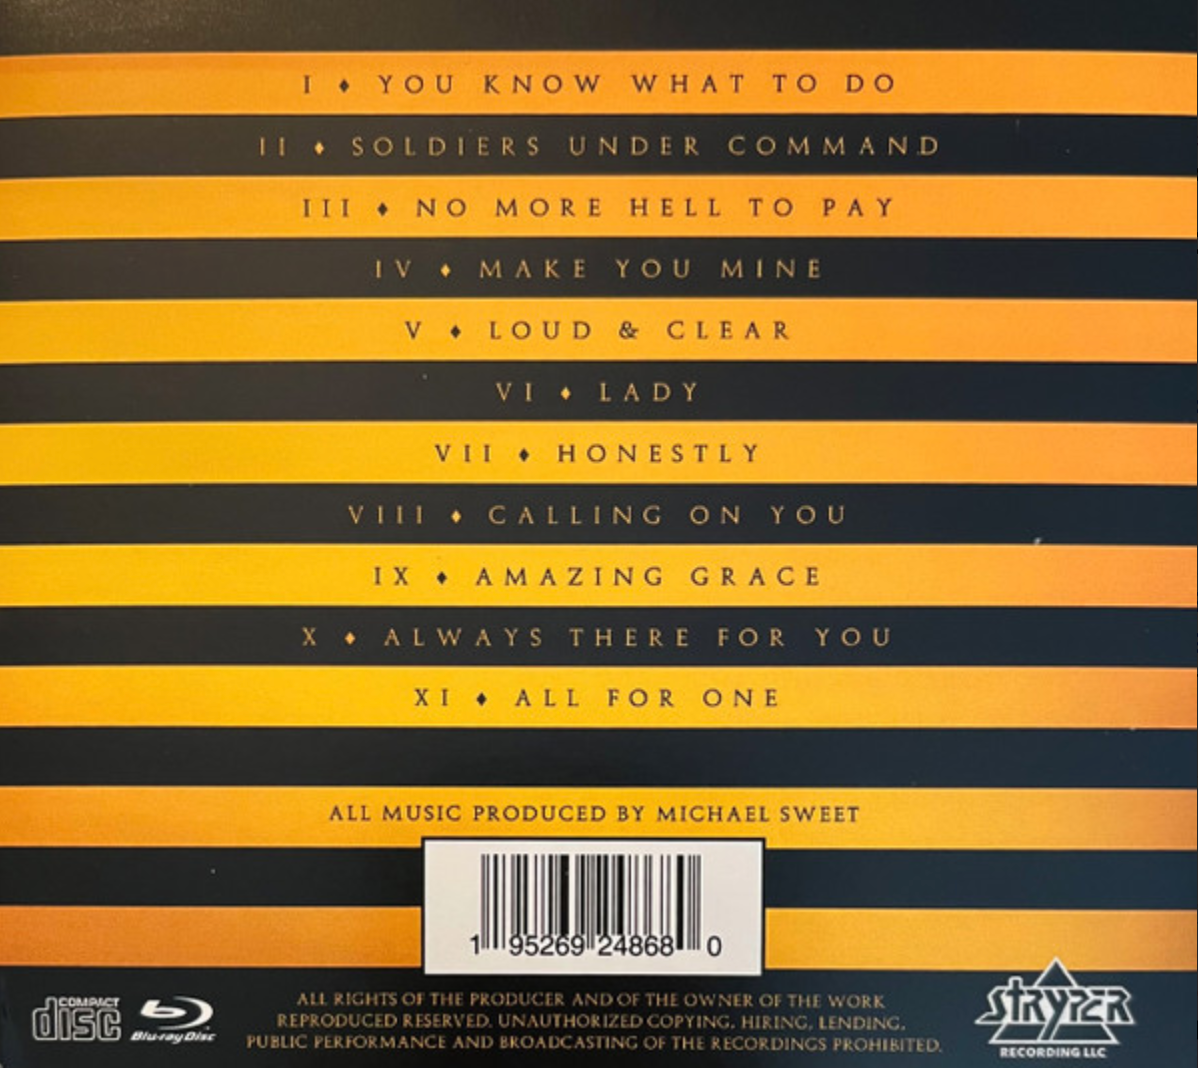 I ♦ YOU KNOW WHAT TO DO
II ♦ SOLDIERS UNDER COMMAND
III ♦ NO MORE HELL TO PAY
IV ♦ MAKE YOU MINE
V ♦ LOUD & CLEAR
VI ♦ LADY
VII ♦ HONESTLY
VIII ♦ CALLING ON YOU
IX ♦ AMAZING GRACE
X ♦ ALWAYS THERE FOR YOU
XI ♦ ALL FOR ONE
ALL MUSIC PRODUCED BY MICHAEL SWEET
1 95269 24868 0
COMPACT
disc
Blu-ray Disc
ALL RIGHTS OF THE PRODUCER AND OF THE OWNER OF THE WORK
REPRODUCED RESERVED. UNAUTHORIZED COPYING, HIRING, LENDING,
PUBLIC PERFORMANCE AND BROADCASTING OF THE RECORDINGS PROHIBITED.
STRYPER
RECORDING LLC